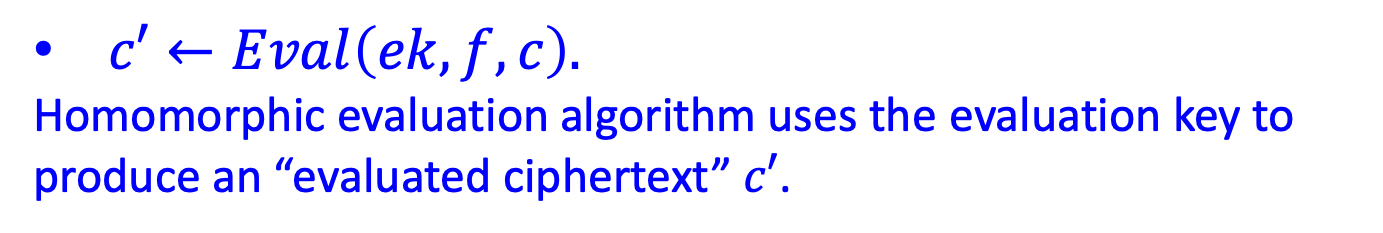 • c′ ← Eval(ek, f, c).
Homomorphic evaluation algorithm uses the evaluation key to
produce an “evaluated ciphertext” c′.